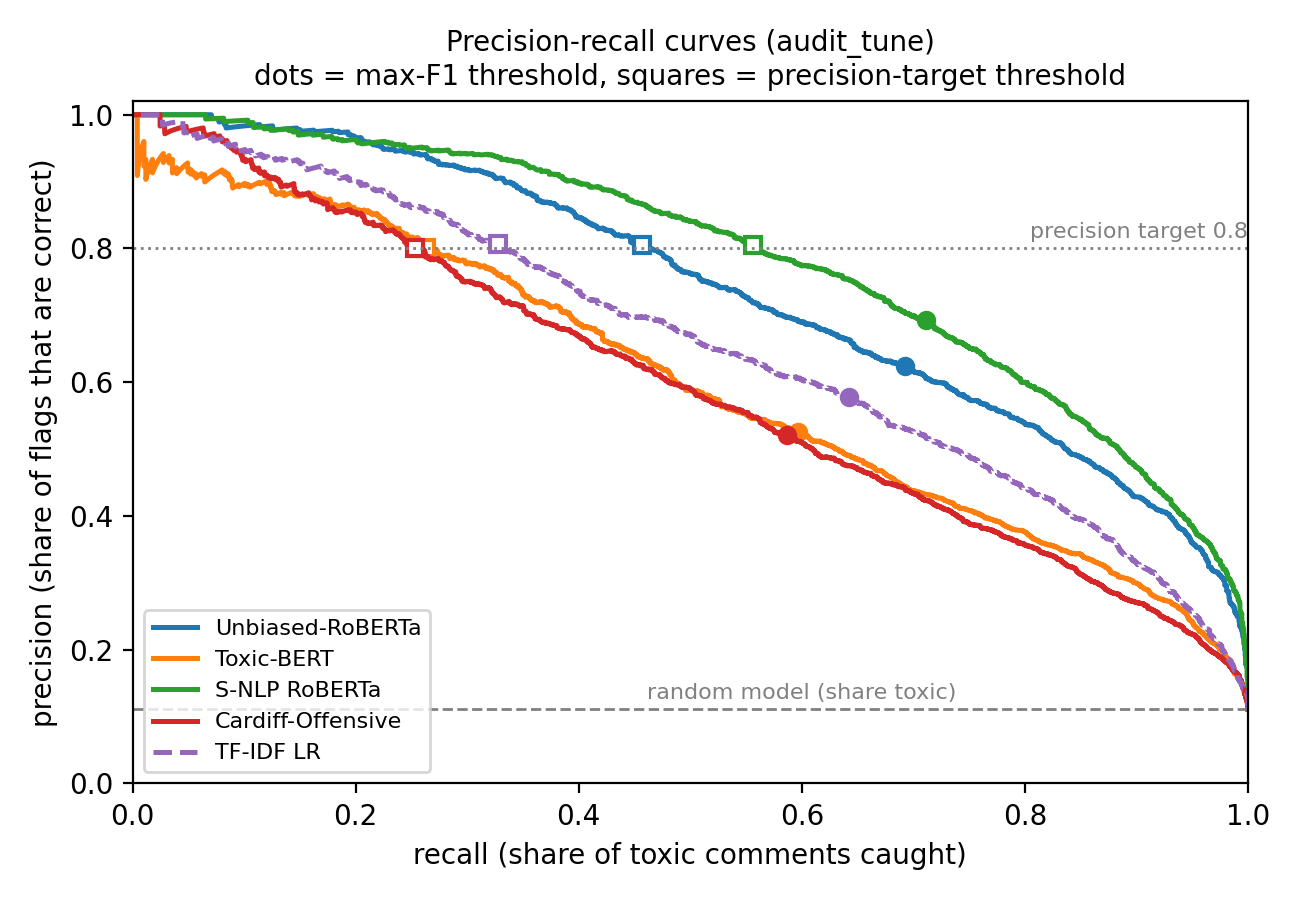 Precision-recall curves (audit_tune)
dots = max-F1 threshold, squares = precision-target threshold
precision (share of flags that are correct)
1.0
0.8
0.6
0.4
0.2
0.0
precision target 0.8
random model (share toxic)
Unbiased-RoBERTa
Toxic-BERT
S-NLP RoBERTa
Cardiff-Offensive
TF-IDF LR
0.0 0.2 0.4 0.6 0.8 1.0
recall (share of toxic comments caught)